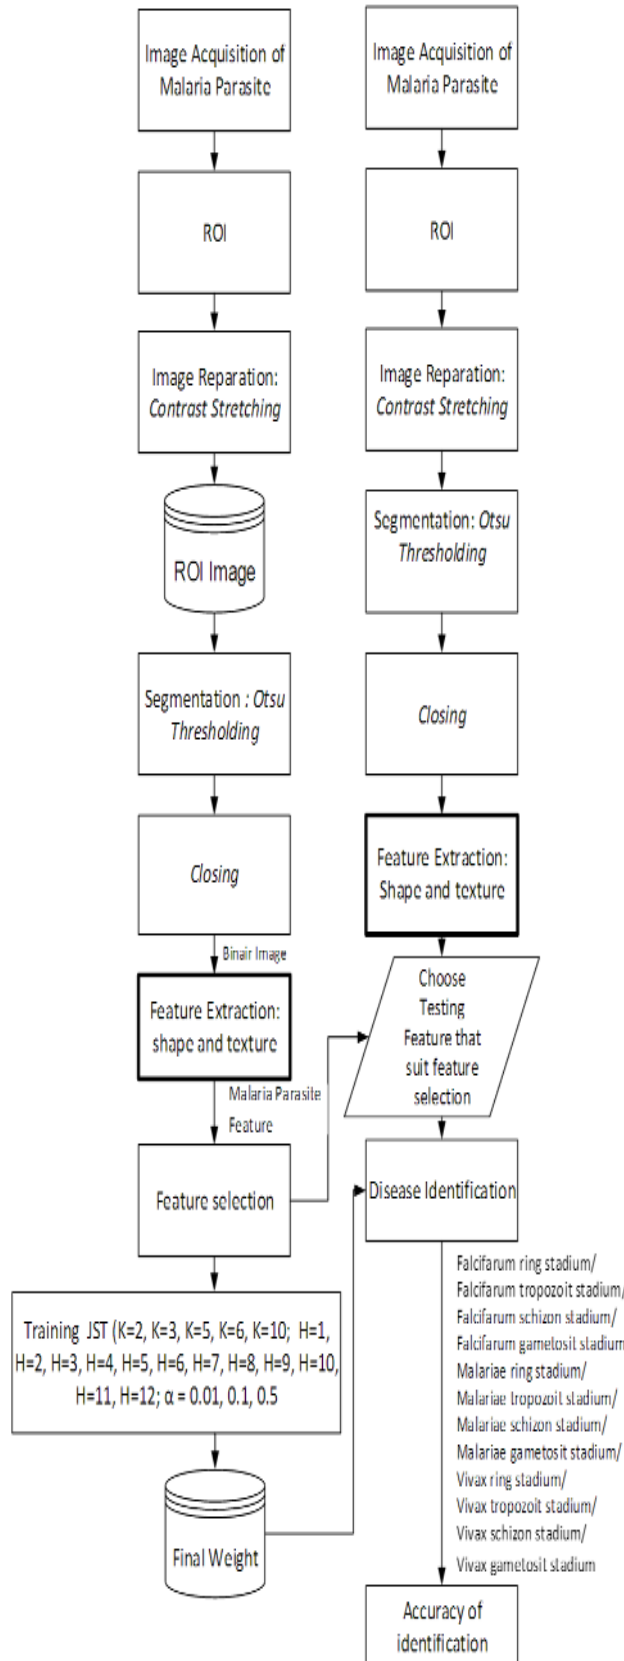 Image Acquisition of
Malaria Parasite
ROI
Image Reparation:
Contrast Stretching
ROI Image
Segmentation : Otsu
Thresholding
Closing
Binair Image
Feature Extraction:
shape and texture
Malaria Parasite
Feature
Feature selection
Training JST (K=2, K=3, K=5, K=6, K=10; H=1,
H=2, H=3, H=4, H=5, H=6, H=7, H=8, H=9, H=10,
H=11, H=12; α = 0.01, 0.1, 0.5
Final Weight
Image Acquisition of
Malaria Parasite
ROI
Image Reparation:
Contrast Stretching
Segmentation: Otsu
Thresholding
Closing
Feature Extraction:
Shape and texture
Choose
Testing
Feature that
suit feature
selection
Disease Identification
Falcifarum ring stadium/
Falcifarum tropozoit stadium/
Falcifarum schizon stadium/
Falcifarum gametosit stadium
Malariae ring stadium/
Malariae tropozoit stadium/
Malariae schizon stadium/
Malariae gametosit stadium/
Vivax ring stadium/
Vivax tropozoit stadium/
Vivax schizon stadium/
Vivax gametosit stadium
Accuracy of
identification